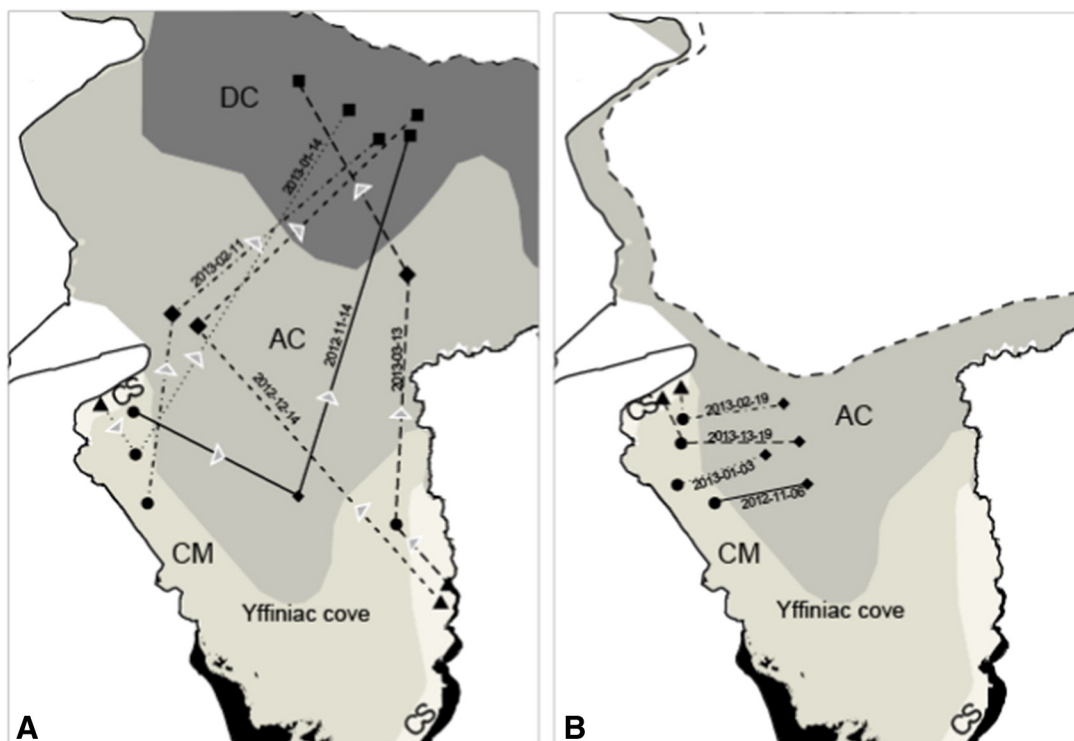 DC
2013-01-14
2013-02-11
AC
2012-11-14
2013-03-13
2012-12-14
CS
CM
Yffiniac cove
CS
A
CS
2013-02-19
AC
2013-13-19
2013-01-03
2012-11-06
CM
Yffiniac cove
CS
B